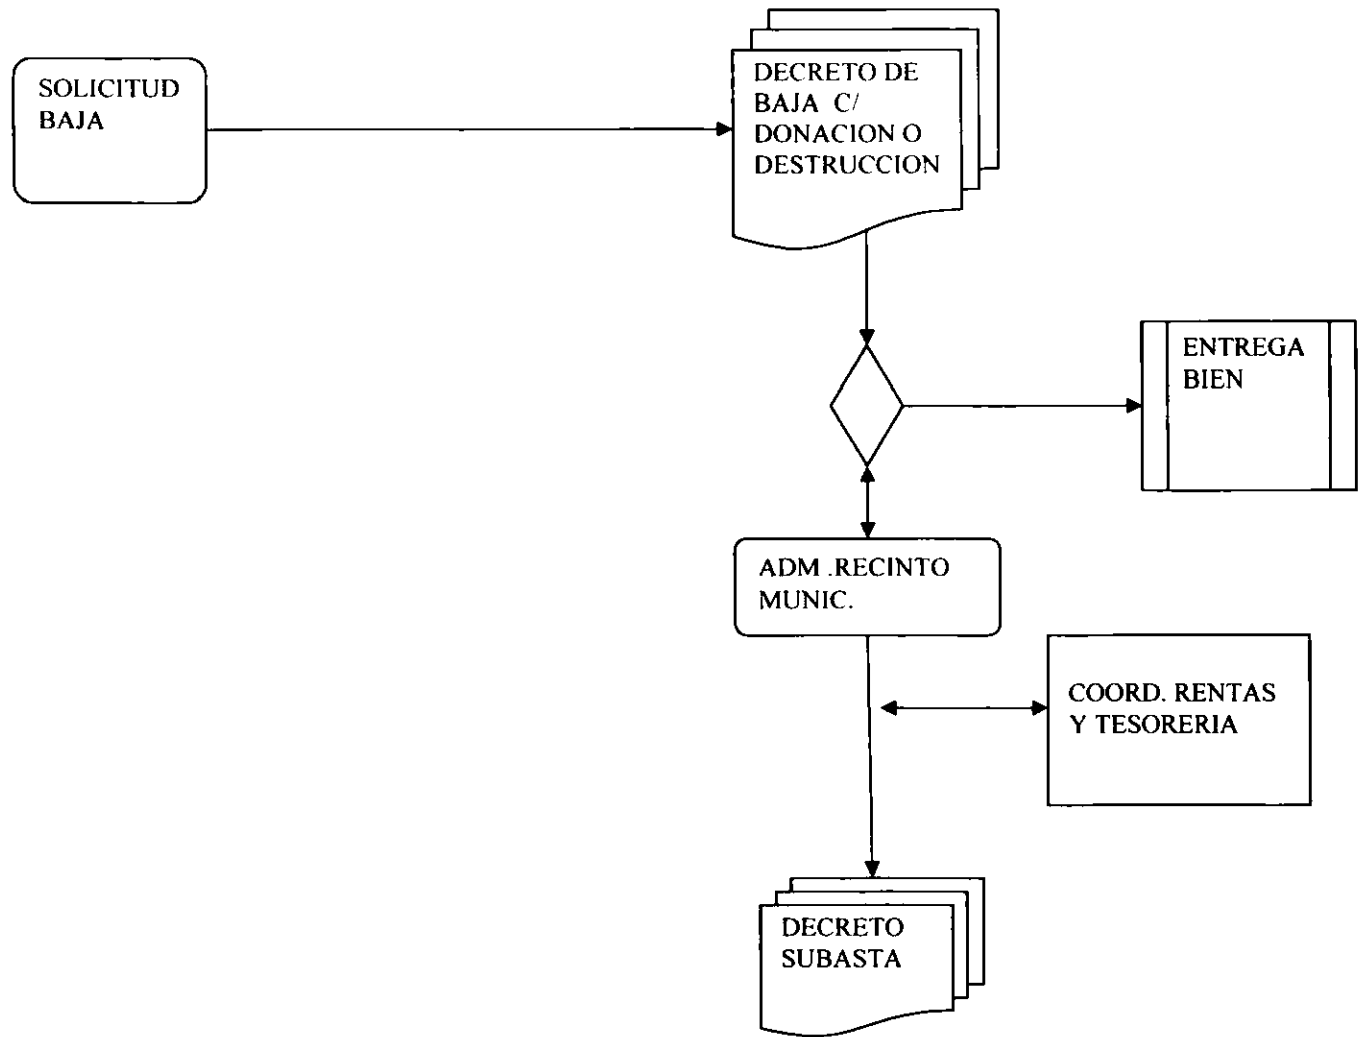 SOLICITUD
BAJA
DECRETO DE
BAJA C/
DONACION O
DESTRUCCION
ENTREGA
BIEN
ADM .RECINTO
MUNIC.
COORD. RENTAS
Y TESORERIA
DECRETO
SUBASTA